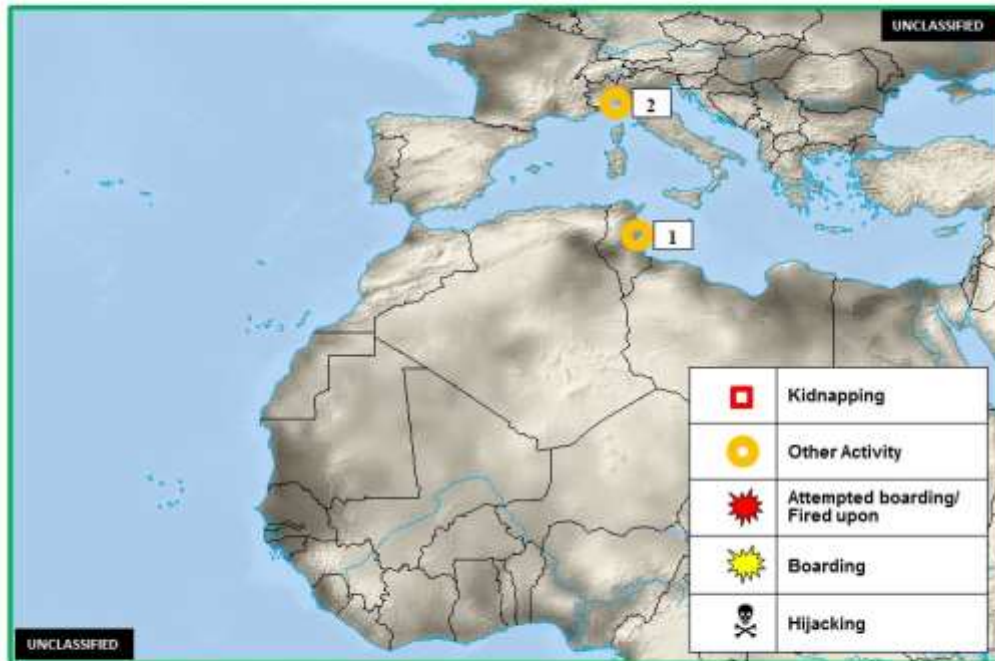 UNCLASSIFIED
2
1
Kidnapping
Other Activity
Attempted boarding/
Fired upon
Boarding
Hijacking
UNCLASSIFIED